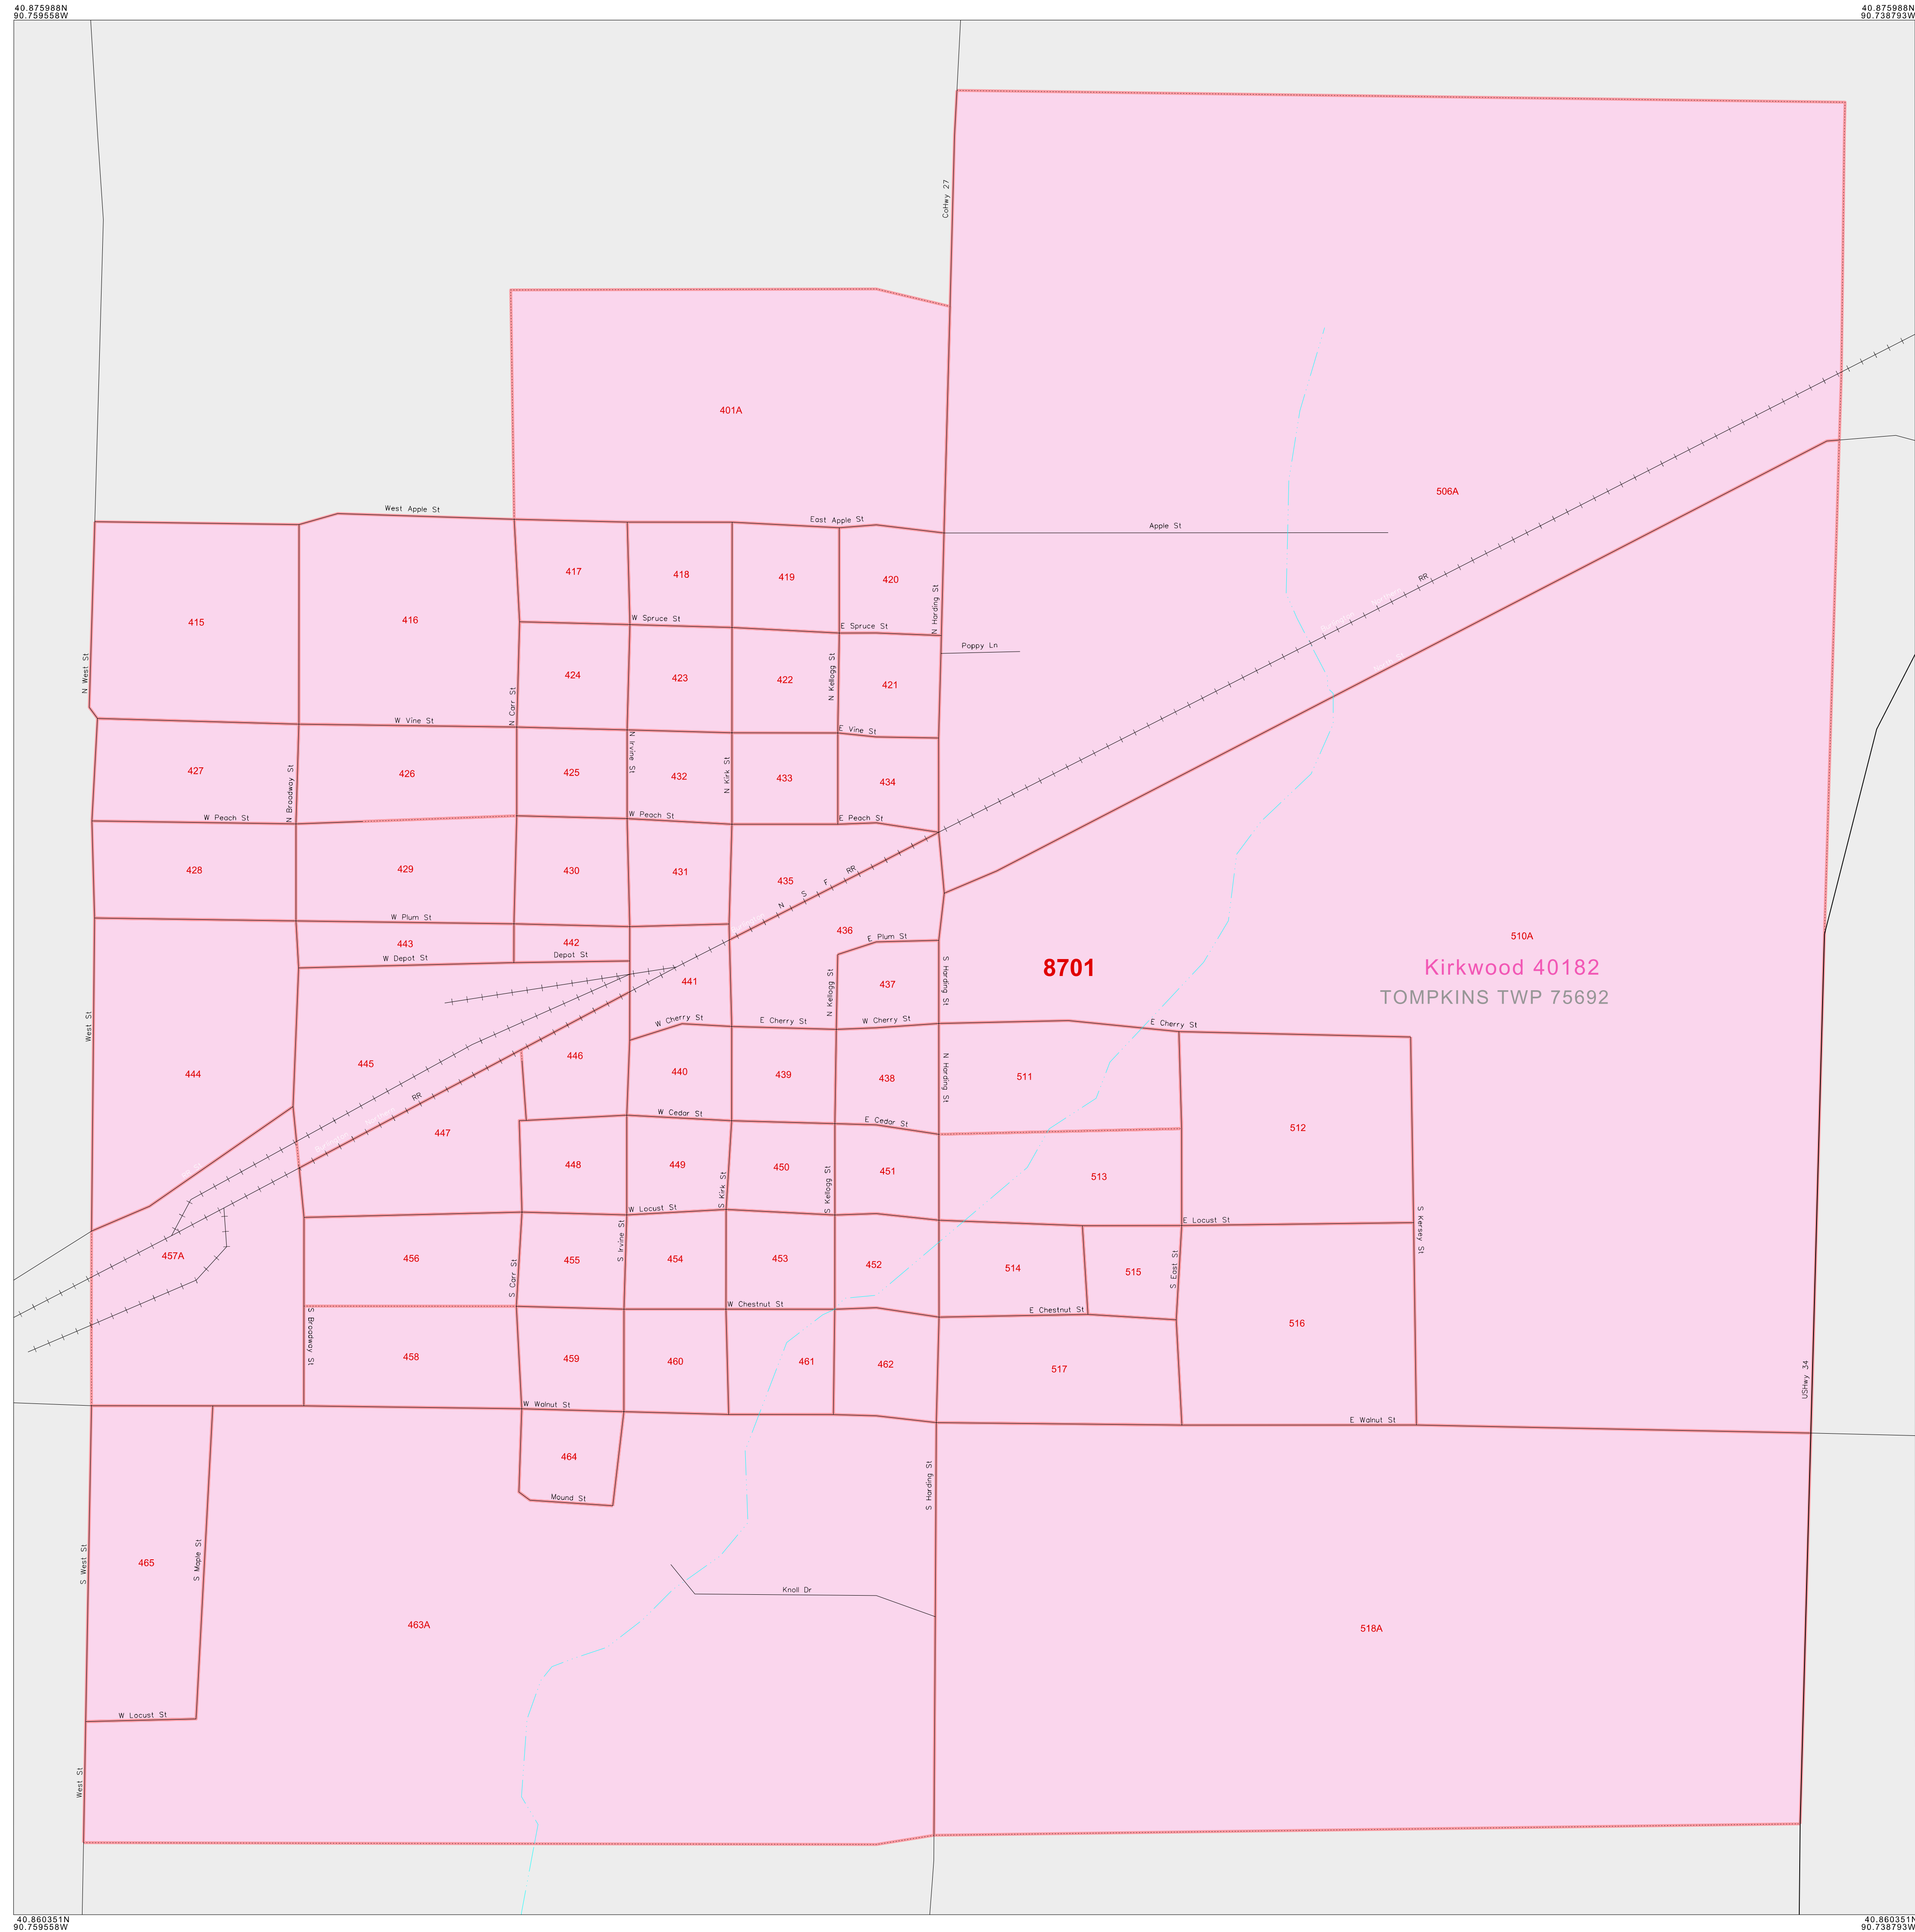 40.875988N
90.759558W
40.875988N
90.738793W
CoHwy 27
401A
506A
West Apple St
East Apple St
Apple St
417
418
419
420
RR
415
416
W Spruce St
E Spruce St
N Harding St
Poppy Ln
N West St
424
423
422
N Kellogg St
421
N Carr St
W Vine St
E Vine St
N Irvine St
427
N Broadway St
426
425
432
N Kirk St
433
434
W Peach St
W Peach St
E Peach St
428
429
430
431
435
N S F RR
W Plum St
436
E Plum St
510A
443
442
W Depot St
Depot St
8701
Kirkwood 40182
441
437
N Kellogg St
S Harding St
TOMPKINS TWP 75692
West St
W Cherry St
E Cherry St
W Cherry St
E Cherry St
444
445
446
440
439
438
N Harding St
511
RR
W Cedar St
E Cedar St
447
512
448
449
S Kirk St
450
S Kellogg St
451
513
W Locust St
E Locust St
S Kersey St
457A
456
S Carr St
455
S Irvine St
454
453
452
514
515
S East St
W Chestnut St
E Chestnut St
S Broadway St
516
458
459
460
461
462
517
USHwy 34
W Walnut St
E Walnut St
464
Mound St
S Harding St
S West St
465
S Maple St
Knoll Dr
463A
518A
W Locust St
West St
40.860351N
90.759558W
40.860351N
90.738793W